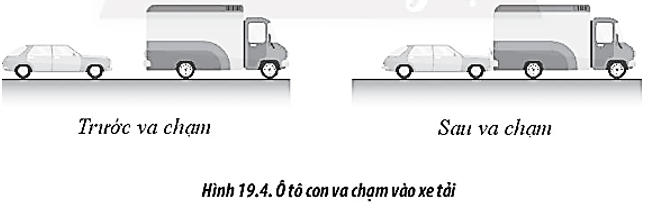 Trước va chạm
Sau va chạm
Hình 19.4. Ô tô con va chạm vào xe tải